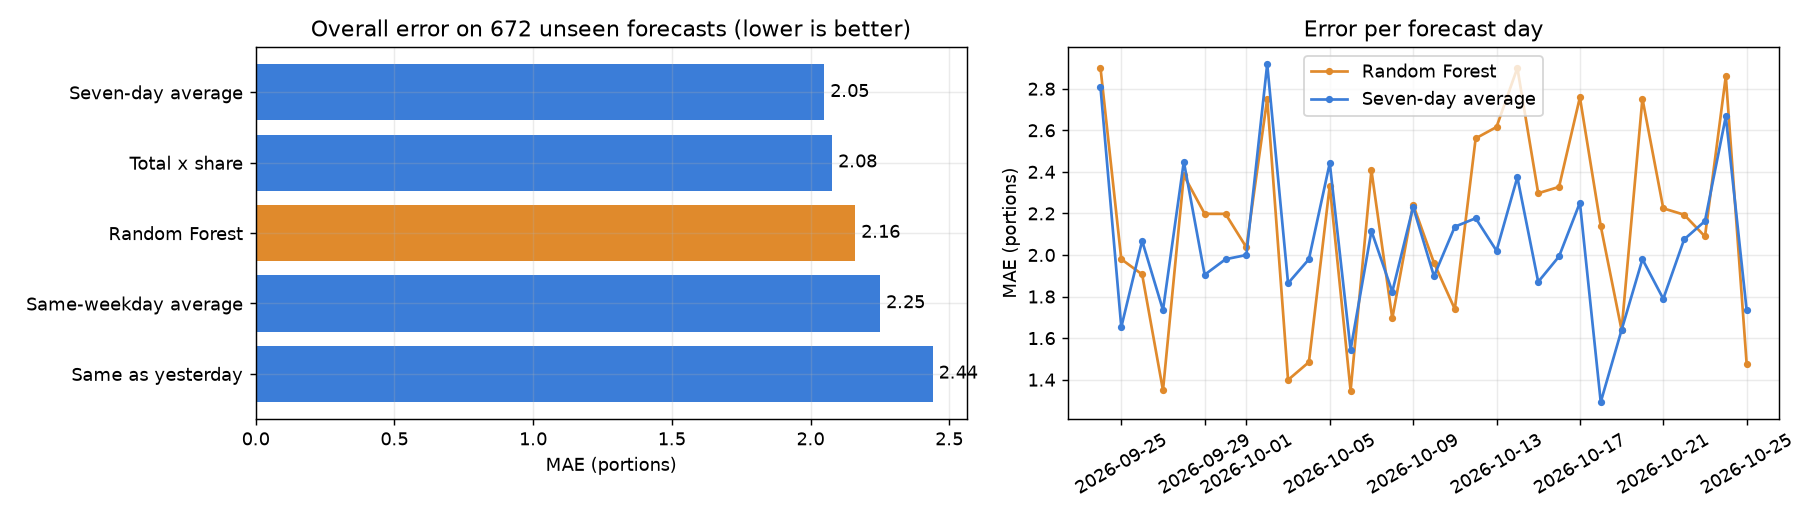 Overall error on 672 unseen forecasts (lower is better)
Seven-day average
2.05
Total x share
2.08
Random Forest
2.16
Same-weekday average
2.25
Same as yesterday
2.44
0.0 0.5 1.0 1.5 2.0 2.5
MAE (portions)
Error per forecast day
Random Forest
Seven-day average
MAE (portions)
2.8
2.6
2.4
2.2
2.0
1.8
1.6
1.4
2026-09-25 2026-09-29 2026-10-01 2026-10-05 2026-10-09 2026-10-13 2026-10-17 2026-10-21 2026-10-25